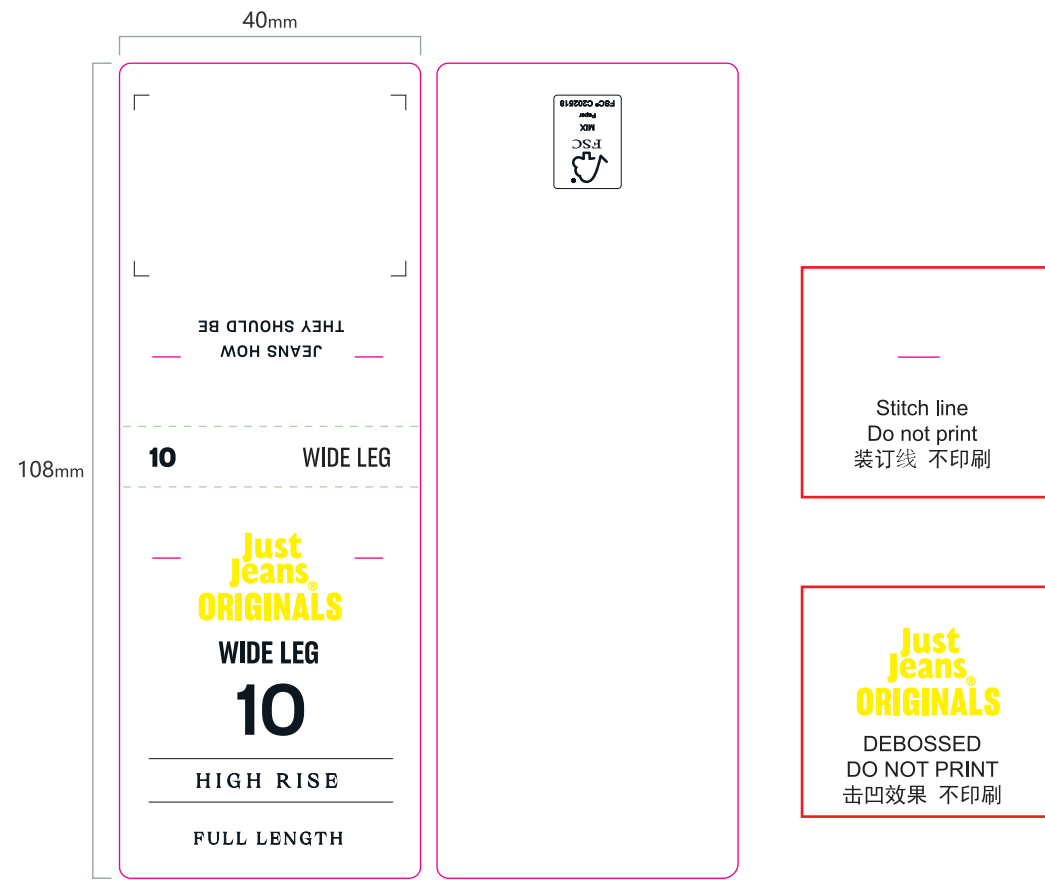 40mm
108mm
JEANS HOW
THEY SHOULD BE
10 WIDE LEG
Just
Jeans®
ORIGINALS
WIDE LEG
10
HIGH RISE
FULL LENGTH
FSC
MIX
Paper
FSC® C202518
Stitch line
Do not print
装订线 不印刷
Just
Jeans®
ORIGINALS
DEBOSSED
DO NOT PRINT
击凹效果 不印刷